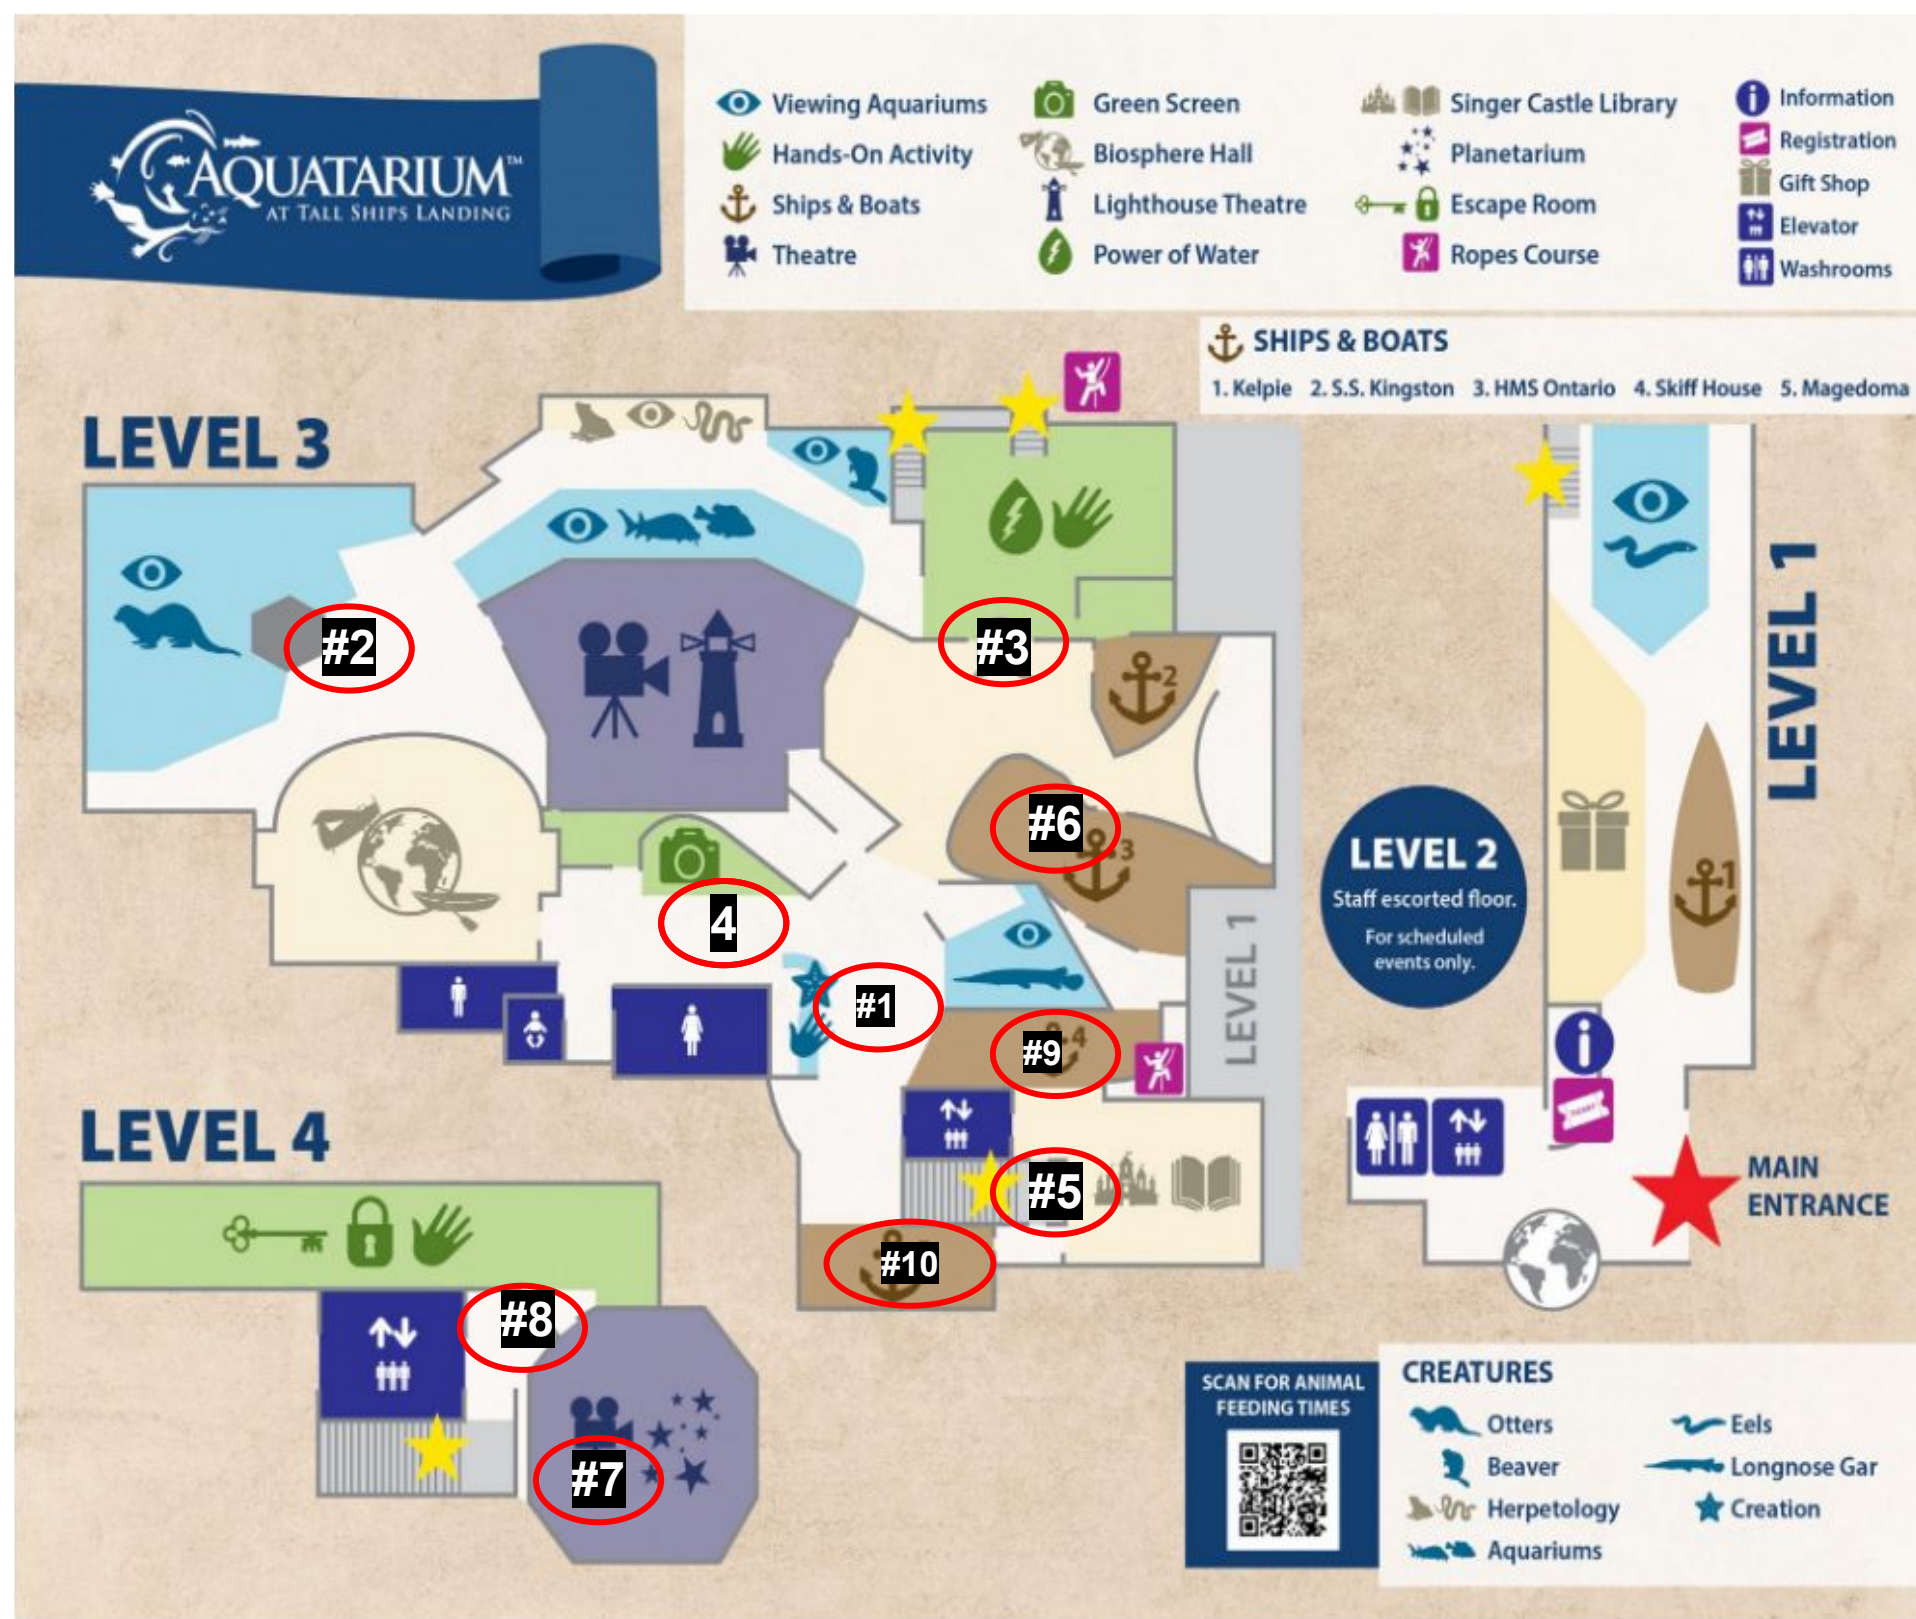 AQUATARIUM™
AT TALL SHIPS LANDING
Viewing Aquariums
Hands-On Activity
Ships & Boats
Theatre
Green Screen
Biosphere Hall
Lighthouse Theatre
Power of Water
Singer Castle Library
Planetarium
Escape Room
Ropes Course
Information
Registration
Gift Shop
Elevator
Washrooms
SHIPS & BOATS
1. Kelpie 2. S.S. Kingston 3. HMS Ontario 4. Skiff House 5. Magedoma
LEVEL 3
#2
#3
2
#6
3
4
#1
#9
4
#5
#10
LEVEL 1
LEVEL 1
1
LEVEL 2
Staff escorted floor.
For scheduled
events only.
MAIN
ENTRANCE
LEVEL 4
#8
#7
SCAN FOR ANIMAL
FEEDING TIMES
CREATURES
Otters
Beaver
Herpetology
Aquariums
Eels
Longnose Gar
Creation